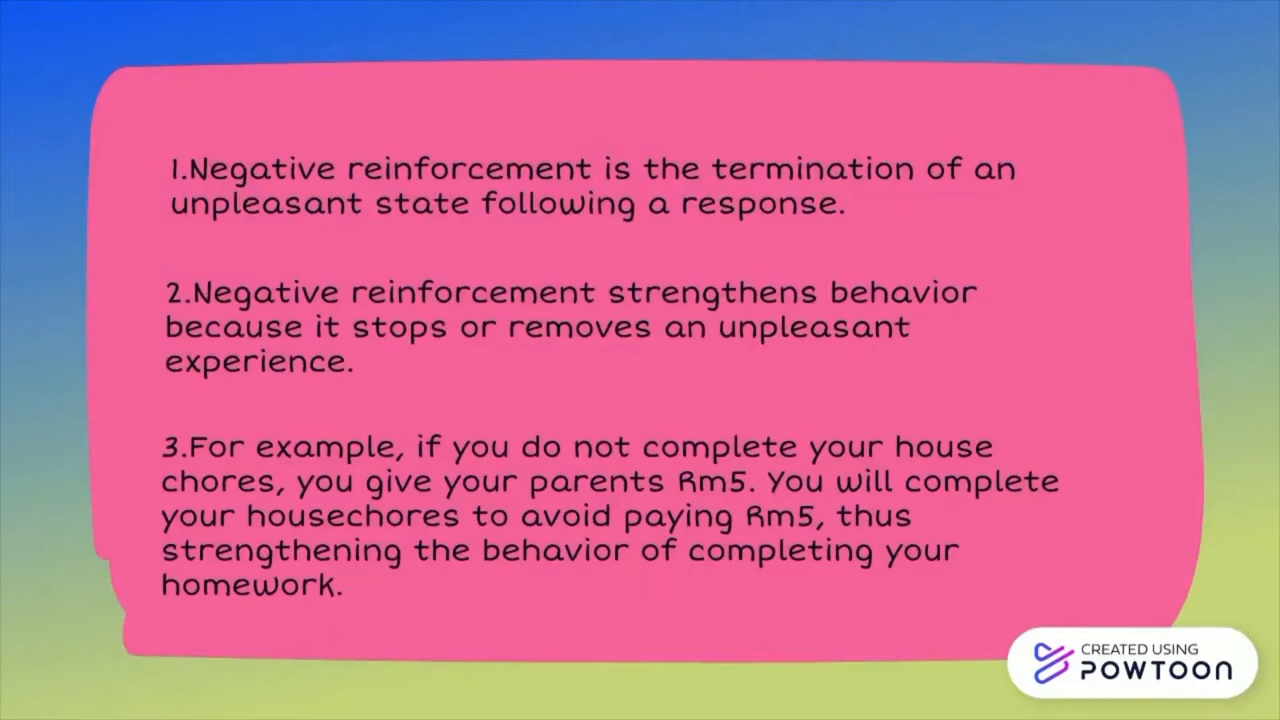 1.Negative reinforcement is the termination of an
unpleasant state following a response.
2.Negative reinforcement strengthens behavior
because it stops or removes an unpleasant
experience.
3.For example, if you do not complete your house
chores, you give your parents Rm5. You will complete
your housechores to avoid paying Rm5, thus
strengthening the behavior of completing your
homework.
CREATED USING
POWTOON